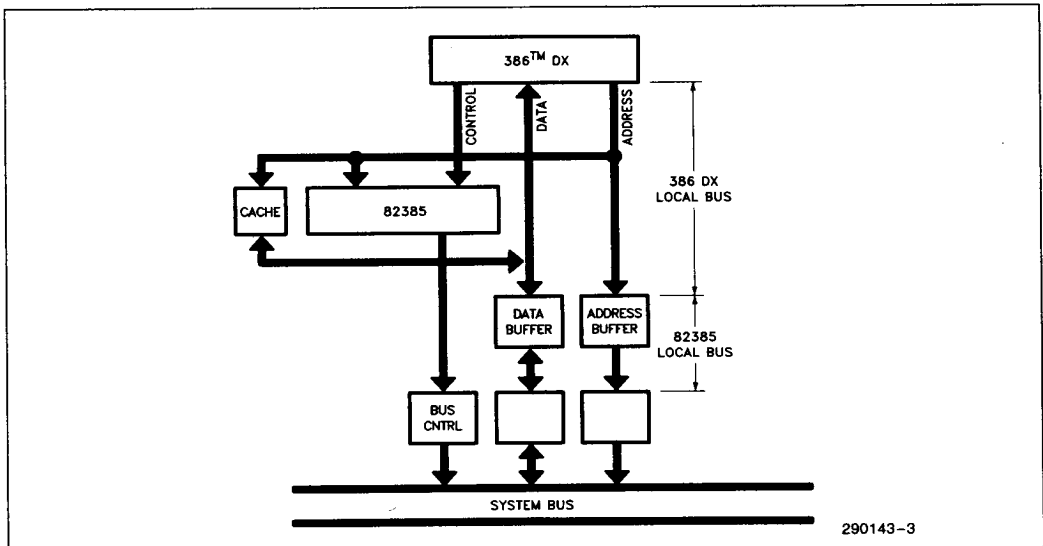 386™ DX
CONTROL
DATA
ADDRESS
386 DX
LOCAL BUS
CACHE
82385
DATA
BUFFER
ADDRESS
BUFFER
82385
LOCAL BUS
BUS
CNTRL
SYSTEM BUS
290143-3